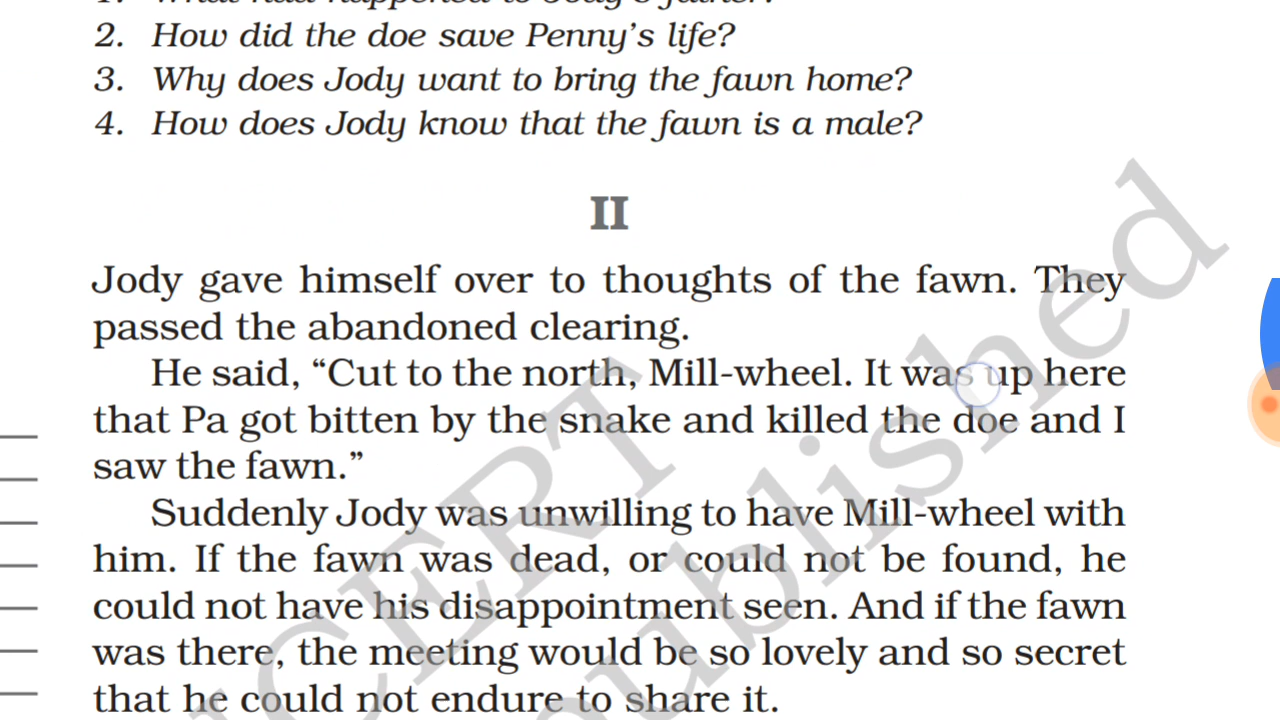 2. How did the doe save Penny's life?
3. Why does Jody want to bring the fawn home?
4. How does Jody know that the fawn is a male?
II
Jody gave himself over to thoughts of the fawn. They
passed the abandoned clearing.
He said, “Cut to the north, Mill-wheel. It was up here
that Pa got bitten by the snake and killed the doe and I
saw the fawn.”
Suddenly Jody was unwilling to have Mill-wheel with
him. If the fawn was dead, or could not be found, he
could not have his disappointment seen. And if the fawn
was there, the meeting would be so lovely and so secret
that he could not endure to share it.